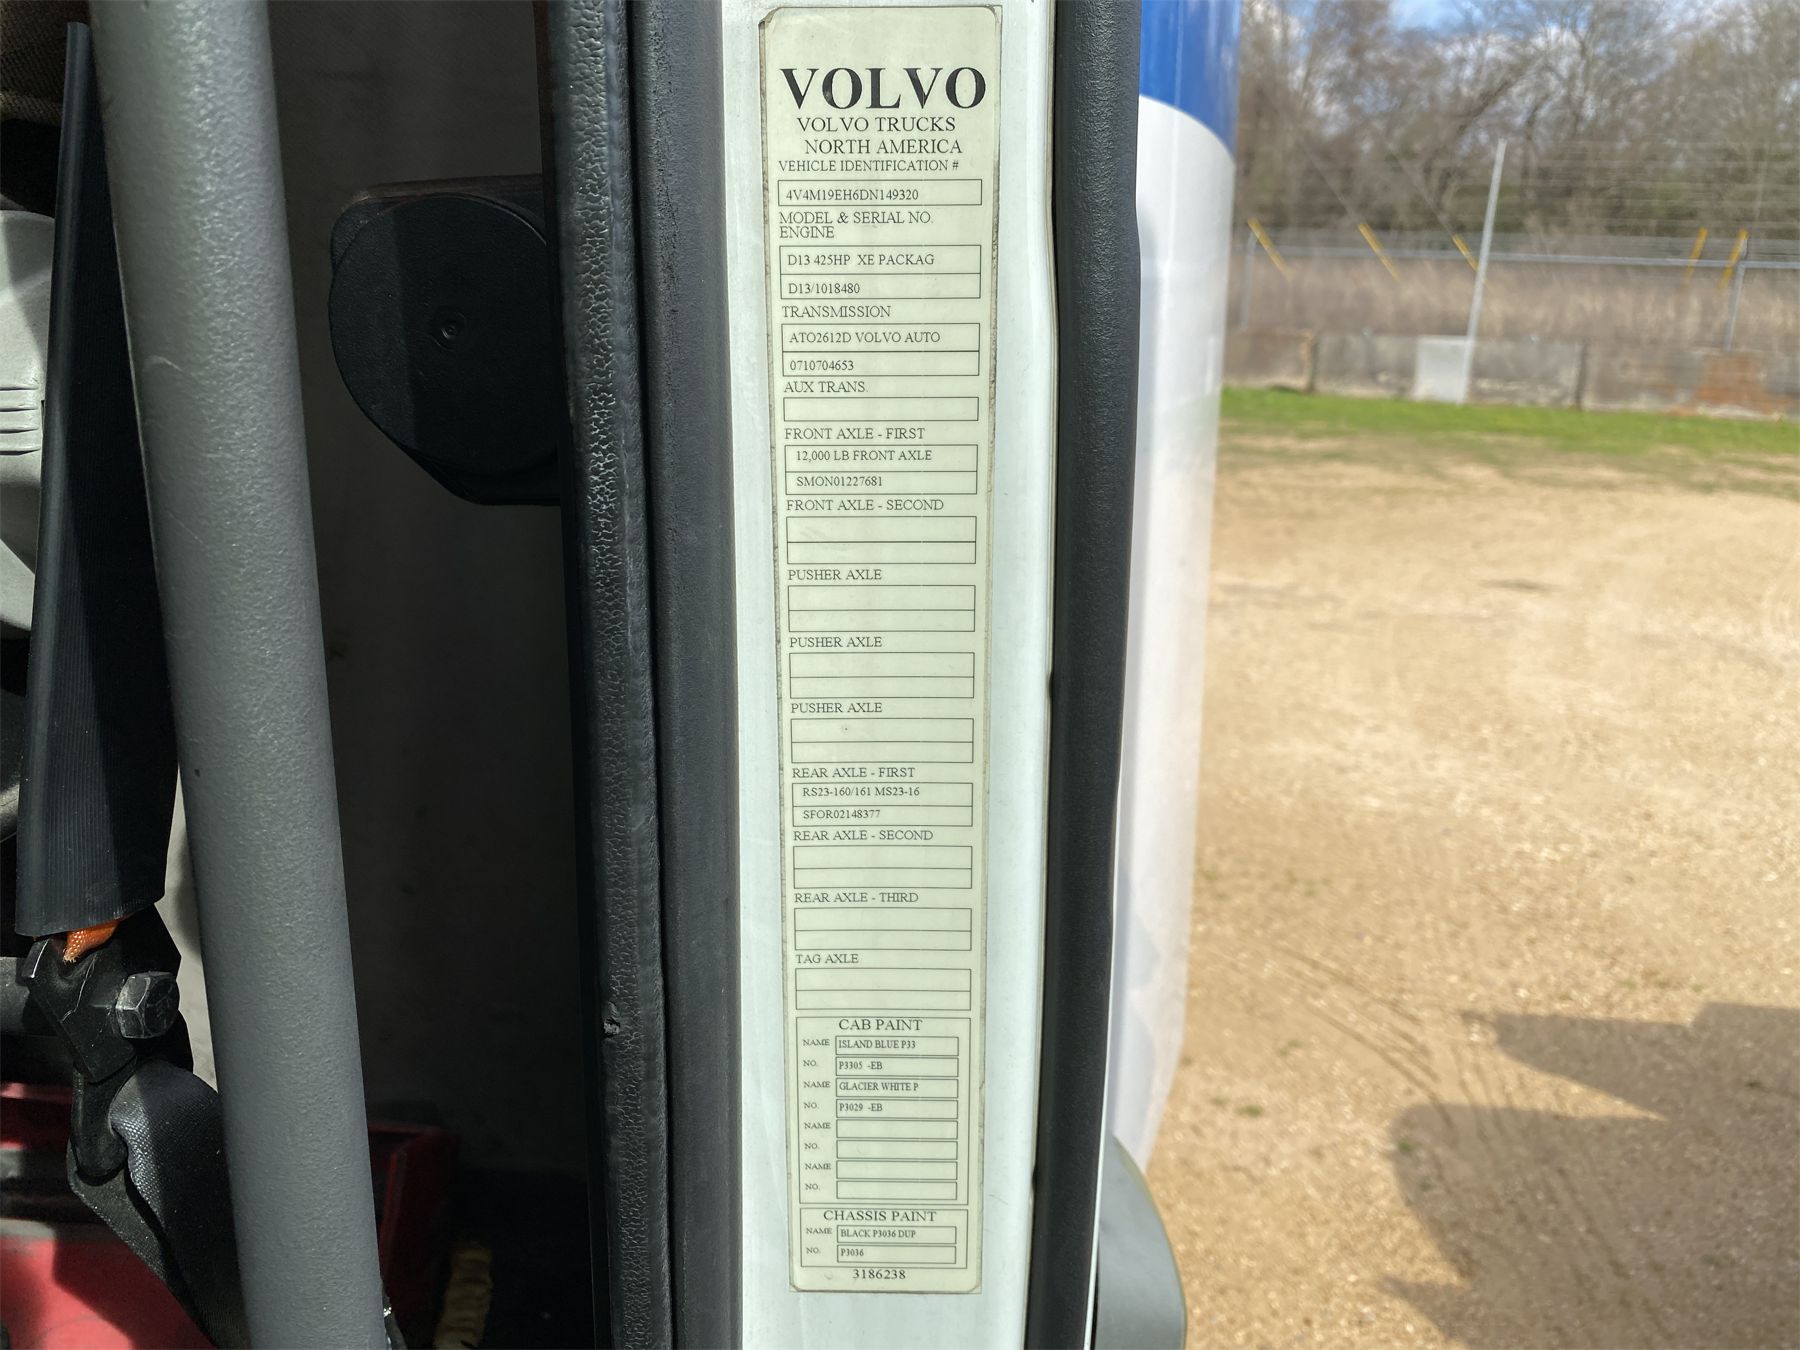 VOLVO
VOLVO TRUCKS
NORTH AMERICA
VEHICLE IDENTIFICATION #
4V4M19EH6DN149320
MODEL & SERIAL NO.
ENGINE
D13 425HP XE PACKAG
D13/1018480
TRANSMISSION
ATO2612D VOLVO AUTO
0710704653
AUX TRANS.
FRONT AXLE - FIRST
12,000 LB FRONT AXLE
SMON01227681
FRONT AXLE - SECOND
PUSHER AXLE
PUSHER AXLE
PUSHER AXLE
REAR AXLE - FIRST
RS23-160/161 MS23-16
SFOR02148377
REAR AXLE - SECOND
REAR AXLE - THIRD
TAG AXLE
CAB PAINT
NAME ISLAND BLUE P33
NO. P3305 -EB
NAME GLACIER WHITE P
NO. P3029 -EB
NAME
NO.
NAME
NO.
CHASSIS PAINT
NAME BLACK P3036 DUP
NO. P3036
3186238